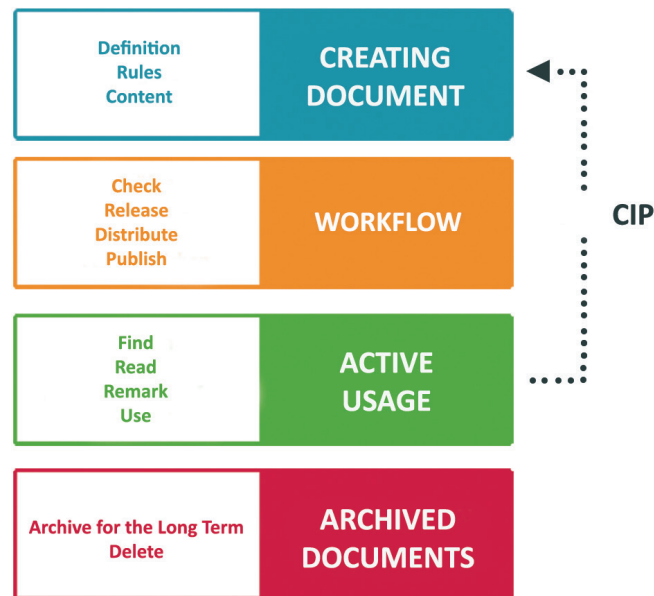 Definition
Rules
Content
CREATING
DOCUMENT
Check
Release
Distribute
Publish
WORKFLOW
CIP
Find
Read
Remark
Use
ACTIVE
USAGE
Archive for the Long Term
Delete
ARCHIVED
DOCUMENTS